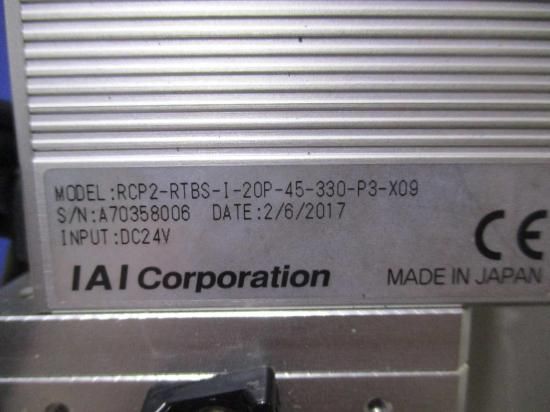 MODEL:RCP2-RTBS-I-20P-45-330-P3-X09
S/N:A70358006 DATE:2/6/2017
INPUT:DC24V
CE
IAI Corporation
MADE IN JAPAN